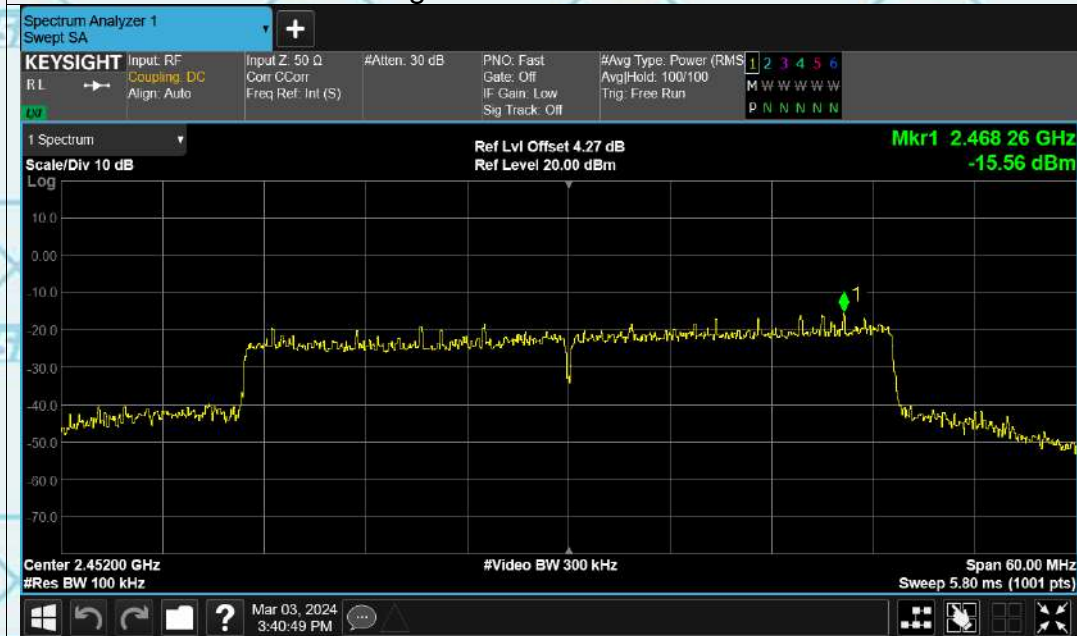 Spectrum Analyzer 1
Swept SA
+
KEYSIGHT
R L
Input: RF
Coupling: DC
Align: Auto
Input Z: 50 Ω
Corr CCorr
Freq Ref: Int (S)
#Atten: 30 dB
PNO: Fast
Gate: Off
IF Gain: Low
Sig Track: Off
#Avg Type: Power (RMS
Avg|Hold: 100/100
Trig: Free Run
1 2 3 4 5 6
M W W W W W
P N N N N N
1 Spectrum
Scale/Div 10 dB
Ref Lvl Offset 4.27 dB
Ref Level 20.00 dBm
Mkr1 2.468 26 GHz
-15.56 dBm
Log
10.0
0.00
-10.0
1
-20.0
-30.0
-40.0
-50.0
-60.0
-70.0
Center 2.45200 GHz
#Video BW 300 kHz
Span 60.00 MHz
#Res BW 100 kHz
Sweep 5.80 ms (1001 pts)
?
Mar 03, 2024
3:40:49 PM